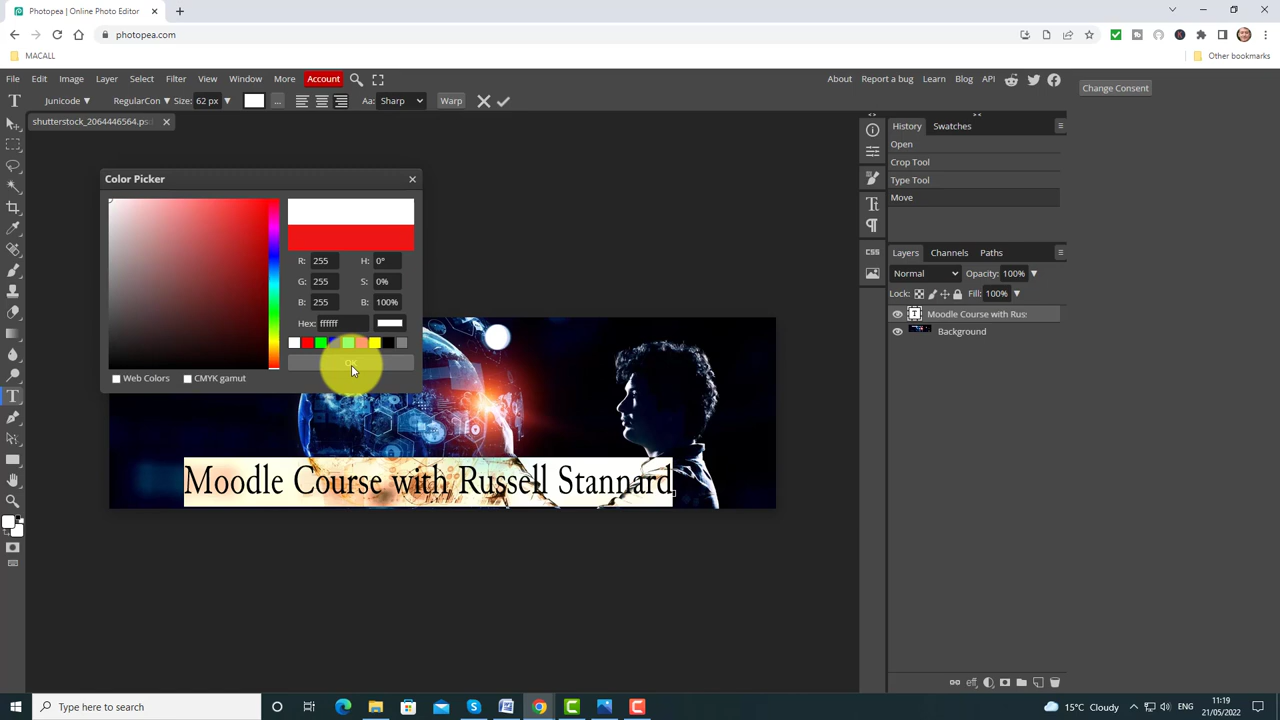 Photopea | Online Photo Editor
photopea.com
MACALL
Other bookmarks
File Edit Image Layer Select Filter View Window More Account
About Report a bug Learn Blog API
Change Consent
Junicode RegularCon Size: 62 px ... Aa: Sharp Warp
shutterstock_2064446564.psd
Color Picker
R: 255 H: 0°
G: 255 S: 0%
B: 255 B: 100%
Hex: ffffff
OK
Web Colors CMYK gamut
Moodle Course with Russell Stannard
History Swatches
Open
Crop Tool
Type Tool
Move
CSS
Layers Channels Paths
Normal Opacity: 100%
Lock: Fill: 100%
Moodle Course with Rus
Background
eff
Type here to search
15°C Cloudy ENG
11:19
21/05/2022